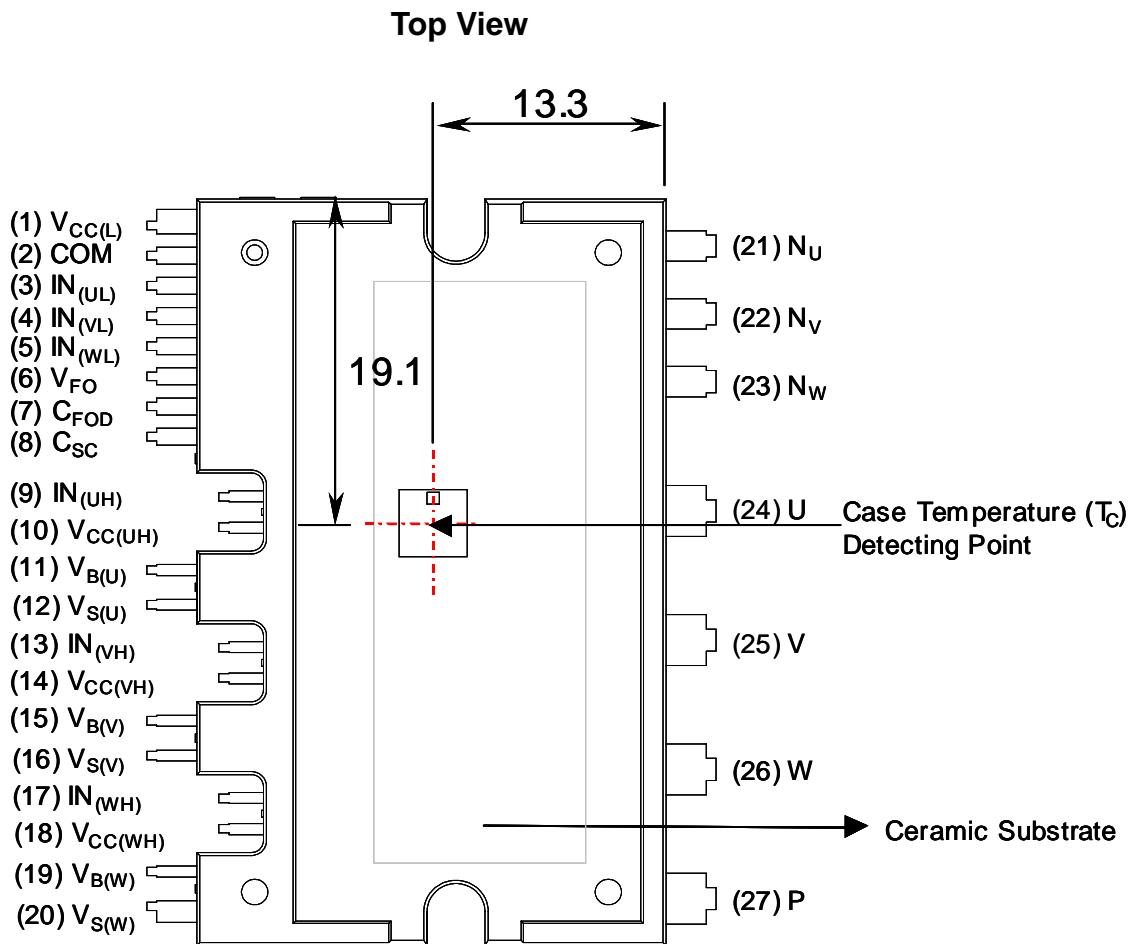 Top View
13.3
19.1
(1) VCC(L)
(2) COM
(3) IN(UL)
(4) IN(VL)
(5) IN(WL)
(6) VFO
(7) CFOD
(8) CSC
(9) IN(UH)
(10) VCC(UH)
(11) VB(U)
(12) VS(U)
(13) IN(VH)
(14) VCC(VH)
(15) VB(V)
(16) VS(V)
(17) IN(WH)
(18) VCC(WH)
(19) VB(W)
(20) VS(W)
(21) NU
(22) NV
(23) NW
(24) U
(25) V
(26) W
(27) P
Case Temperature (TC)
Detecting Point
Ceramic Substrate